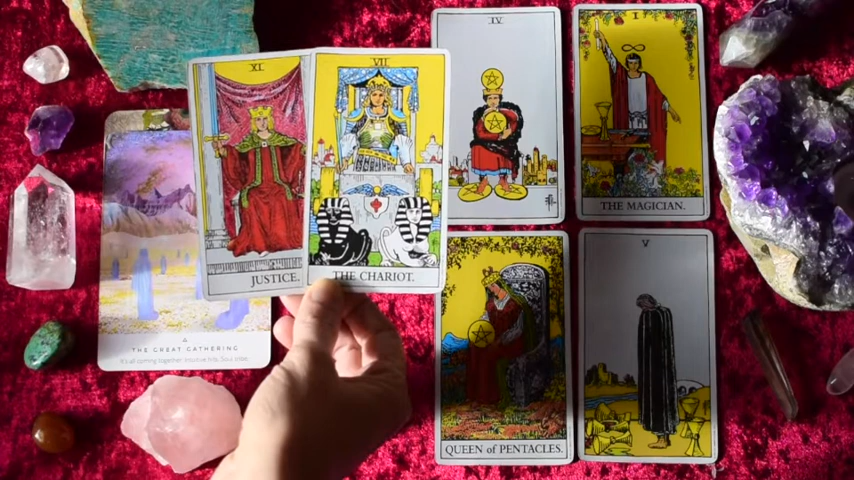 XI
JUSTICE.
VII
THE CHARIOT.
IV
I
THE MAGICIAN.
QUEEN of PENTACLES.
V
THE GREAT GATHERING
It's all coming together. Intuitive hits. Soul tribe.